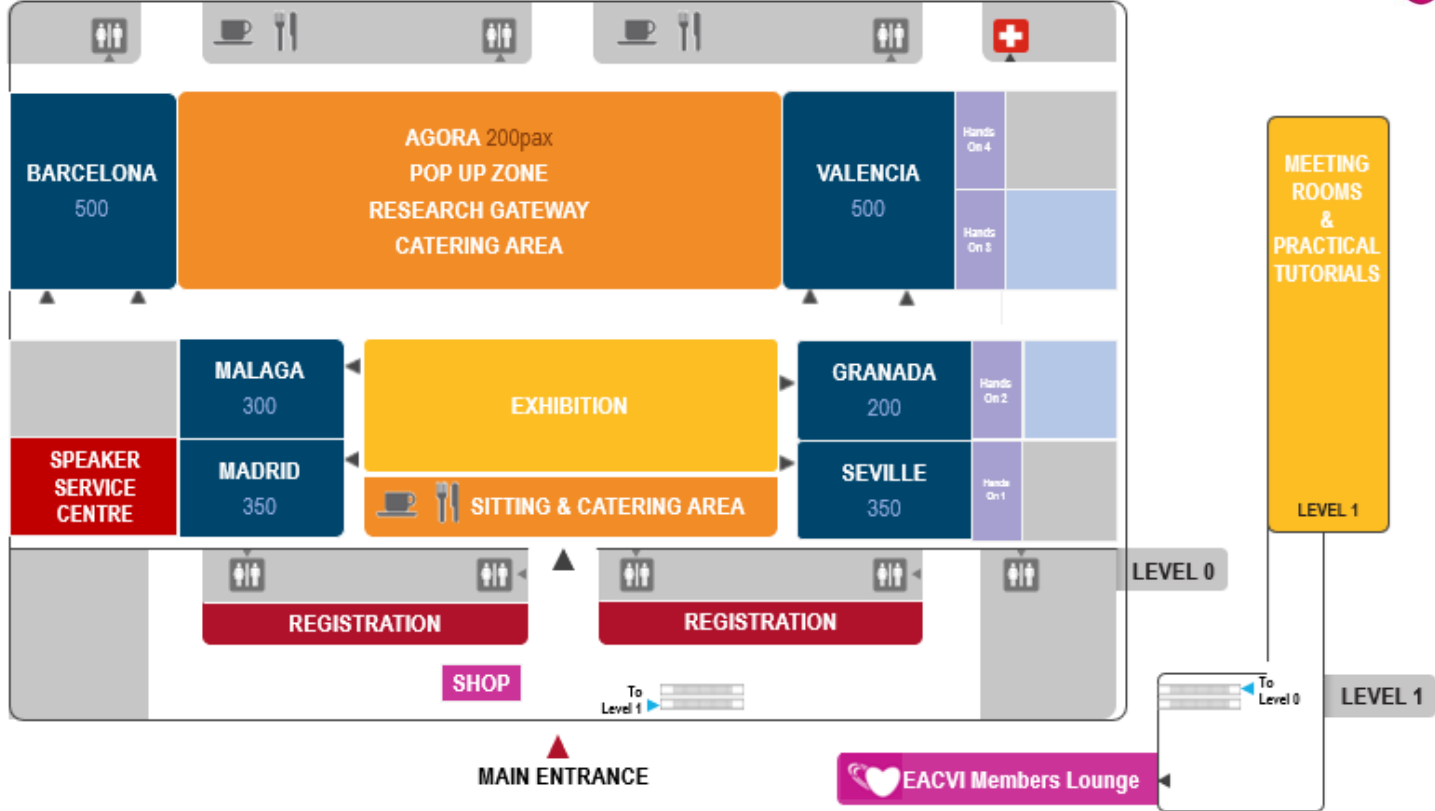 BARCELONA
500
AGORA 200pax
POP UP ZONE
RESEARCH GATEWAY
CATERING AREA
VALENCIA
500
Hands
On 4
Hands
On 3
MEETING
ROOMS
&
PRACTICAL
TUTORIALS
LEVEL 1
MALAGA
300
EXHIBITION
GRANADA
200
Hands
On 2
SPEAKER
SERVICE
CENTRE
MADRID
350
SITTING & CATERING AREA
SEVILLE
350
Hands
On 1
LEVEL 0
REGISTRATION
REGISTRATION
SHOP
To
Level 1
To
Level 0
LEVEL 1
MAIN ENTRANCE
EACVI Members Lounge